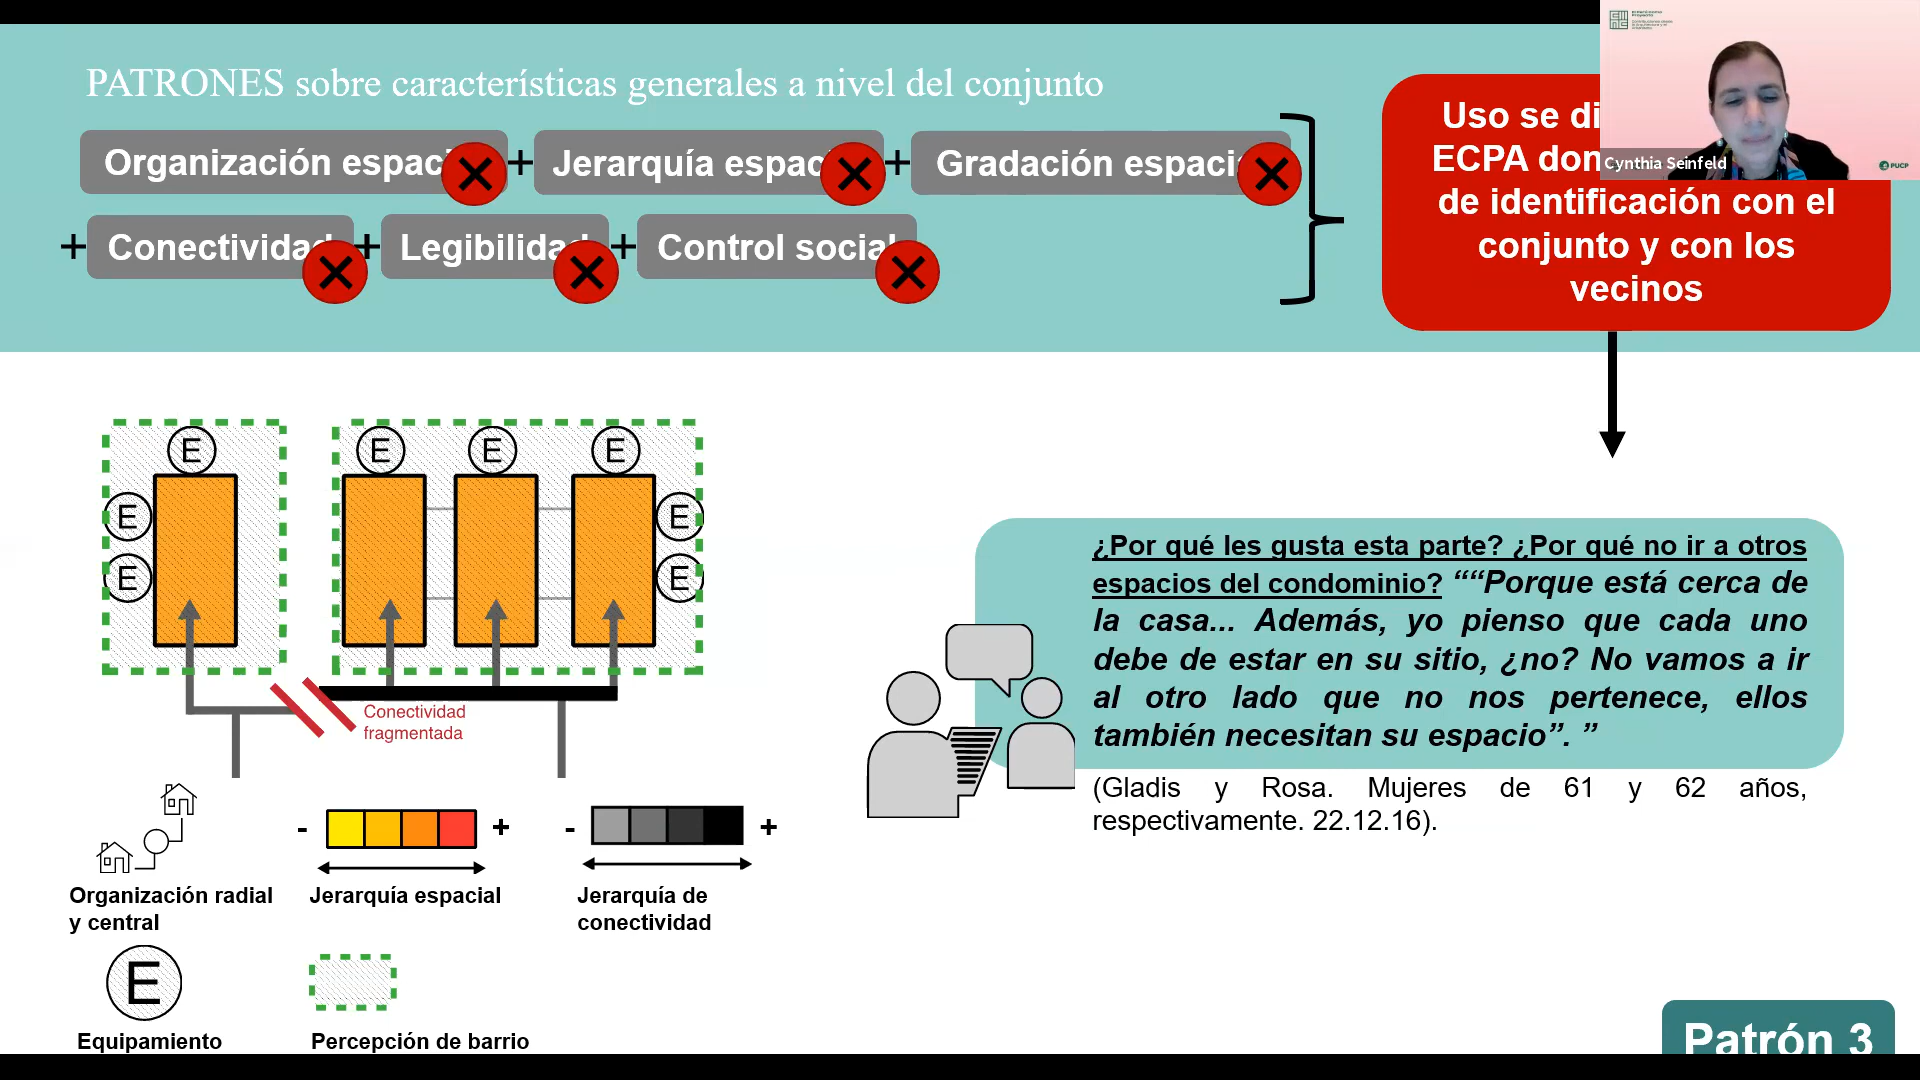 PATRONES sobre características generales a nivel del conjunto
Organización espaci
+
Jerarquía espac
+
Gradación espacia
+
Conectividad
+
Legibilidad
+
Control social
Uso se di
ECPA don
de identificación con el
conjunto y con los
vecinos
Cynthia Seinfeld
PUCP
E
E
E
E
E
E
E
E
E
E
Conectividad
fragmentada
¿Por qué les gusta esta parte? ¿Por qué no ir a otros
espacios del condominio? ““Porque está cerca de
la casa... Además, yo pienso que cada uno
debe de estar en su sitio, ¿no? No vamos a ir
al otro lado que no nos pertenece, ellos
también necesitan su espacio”. ”
(Gladis y Rosa. Mujeres de 61 y 62 años,
respectivamente. 22.12.16).
- +
- +
Organización radial
y central
Jerarquía espacial
Jerarquía de
conectividad
E
Equipamiento
Percepción de barrio
Patrón 3